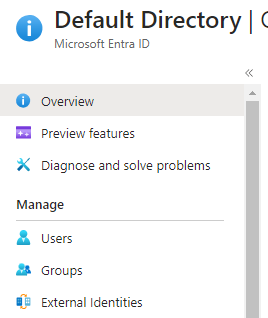 Default Directory |
Microsoft Entra ID
«
Overview
Preview features
Diagnose and solve problems
Manage
Users
Groups
External Identities